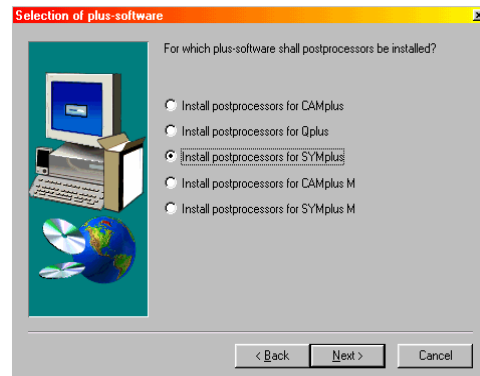 Selection of plus-software
For which plus-software shall postprocessors be installed?
Install postprocessors for CAMplus
Install postprocessors for Qplus
Install postprocessors for SYMplus
Install postprocessors for CAMplus M
Install postprocessors for SYMplus M
< Back Next > Cancel